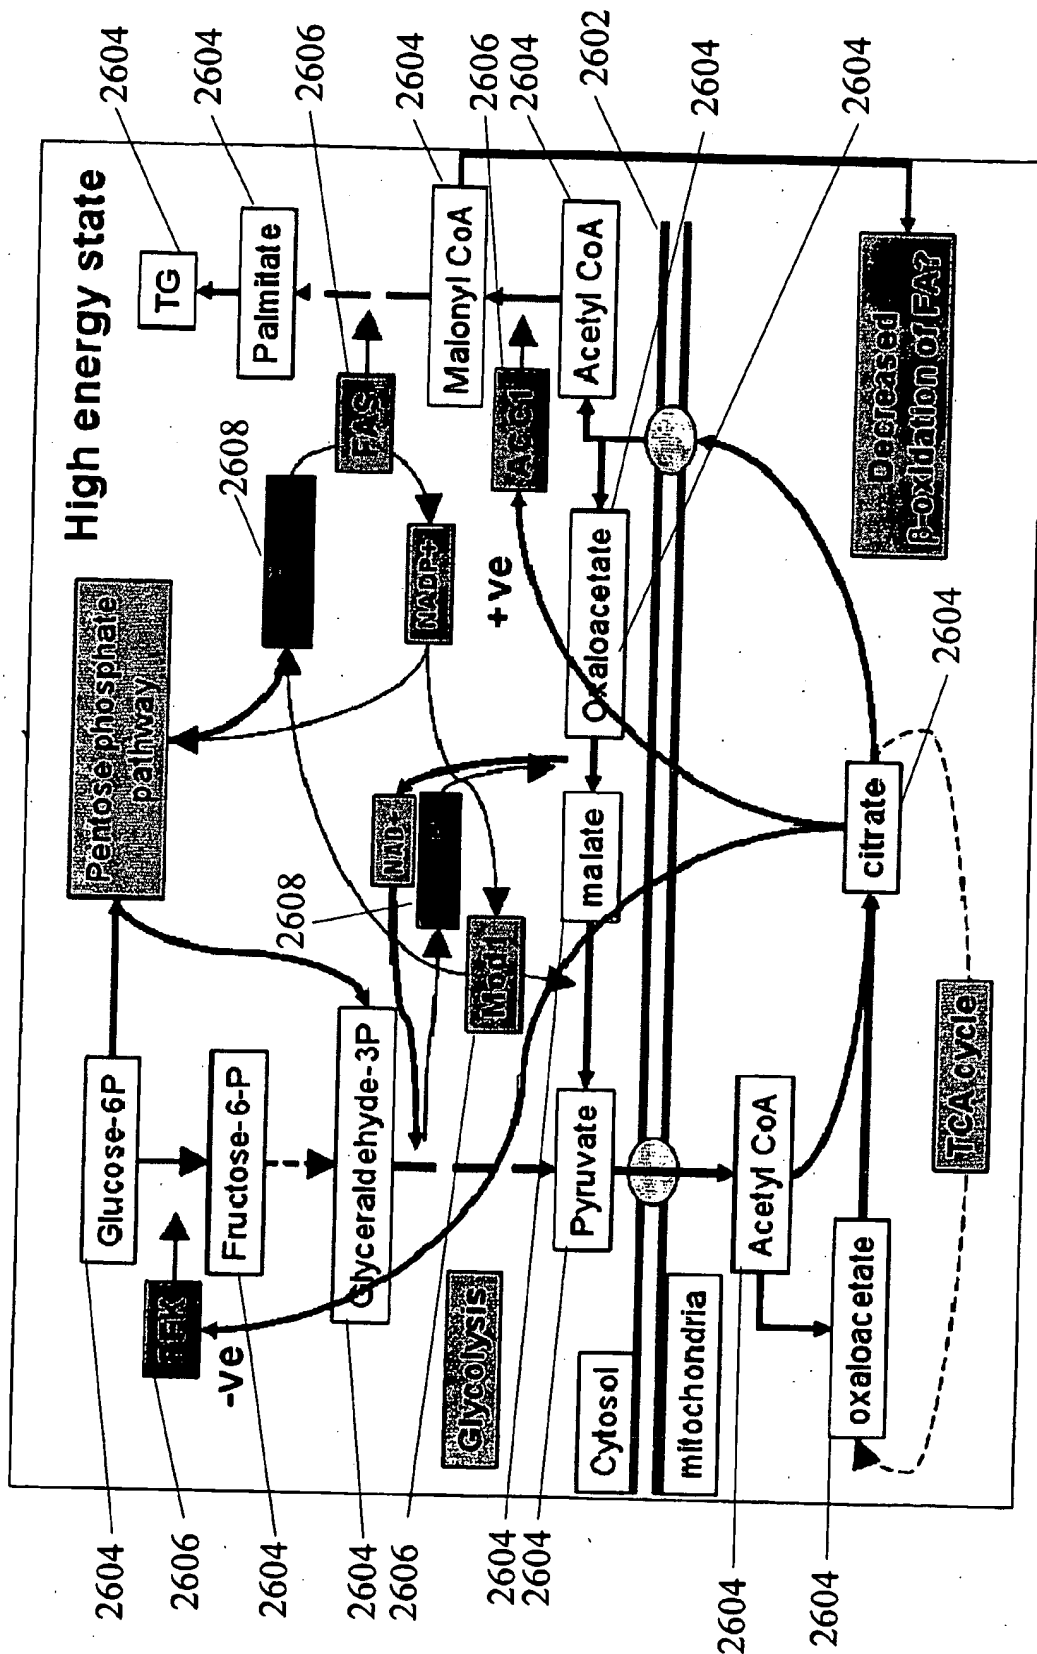 High energy state
2604
2604
2606
2604
2606
2604
2602
2604
2604
TG
Palmitate
Malonyl CoA
Acetyl CoA
FAS
Acc1
2608
Pentose phosphate
pathway
NADP+
+ve
Oxaloacetate
Decreased
β-oxidation of FA?
NAD+
2608
malate
Mod1
citrate
2604
Glucose-6P
Fructose-6-P
Glyceraldehyde-3P
Pyruvate
Acetyl CoA
TCA cycle
PFK
-ve
Glycolysis
Cytosol
mitochondria
oxaloacetate
2604
2606
2604
2604
2606
2604
2604
2604
2604